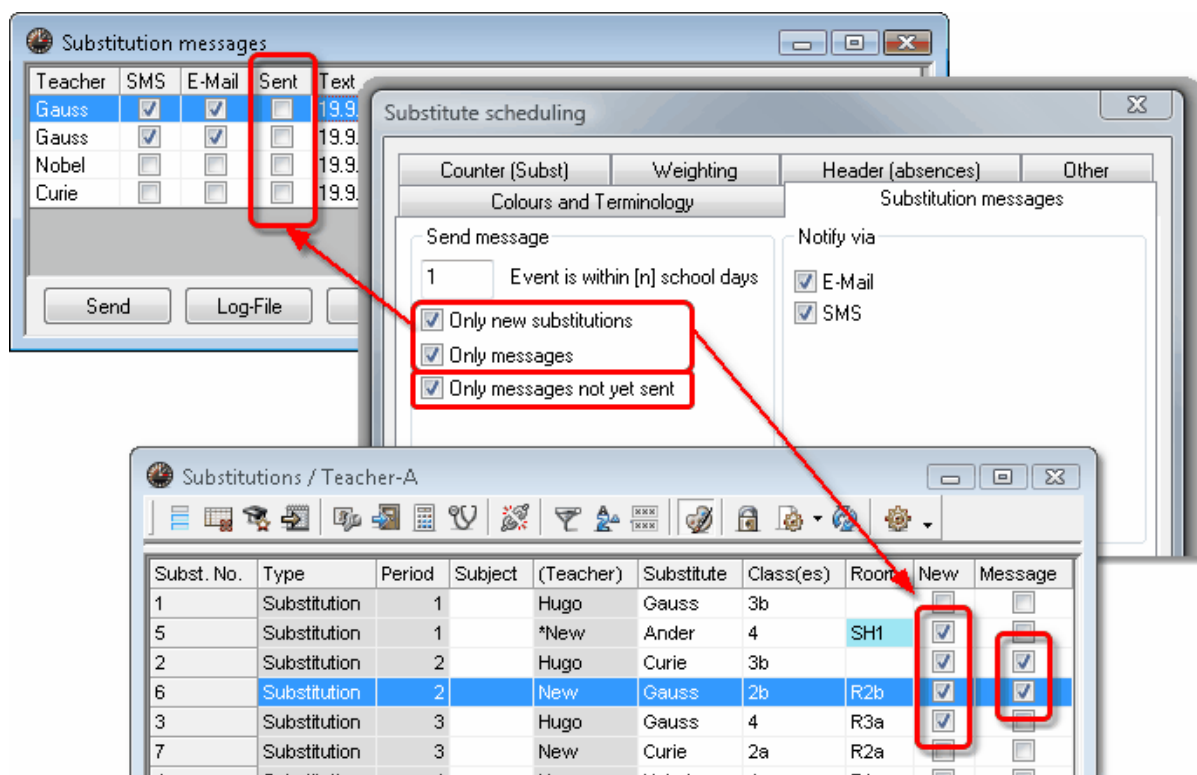 Substitution messages
Teacher SMS E-Mail Sent Text
Gauss 19.9.
Gauss 19.9.
Nobel 19.9.
Curie 19.9.
Send Log-File
Substitute scheduling
Counter (Subst) Weighting Header (absences) Other
Colours and Terminology Substitution messages
Send message Notify via
1 Event is within [n] school days E-Mail
Only new substitutions SMS
Only messages
Only messages not yet sent
Substitutions / Teacher-A
Subst. No. Type Period Subject (Teacher) Substitute Class(es) Room New Message
1 Substitution 1 Hugo Gauss 3b
5 Substitution 1 *New Ander 4 SH1
2 Substitution 2 Hugo Curie 3b
6 Substitution 2 New Gauss 2b R2b
3 Substitution 3 Hugo Gauss 4 R3a
7 Substitution 3 New Curie 2a R2a